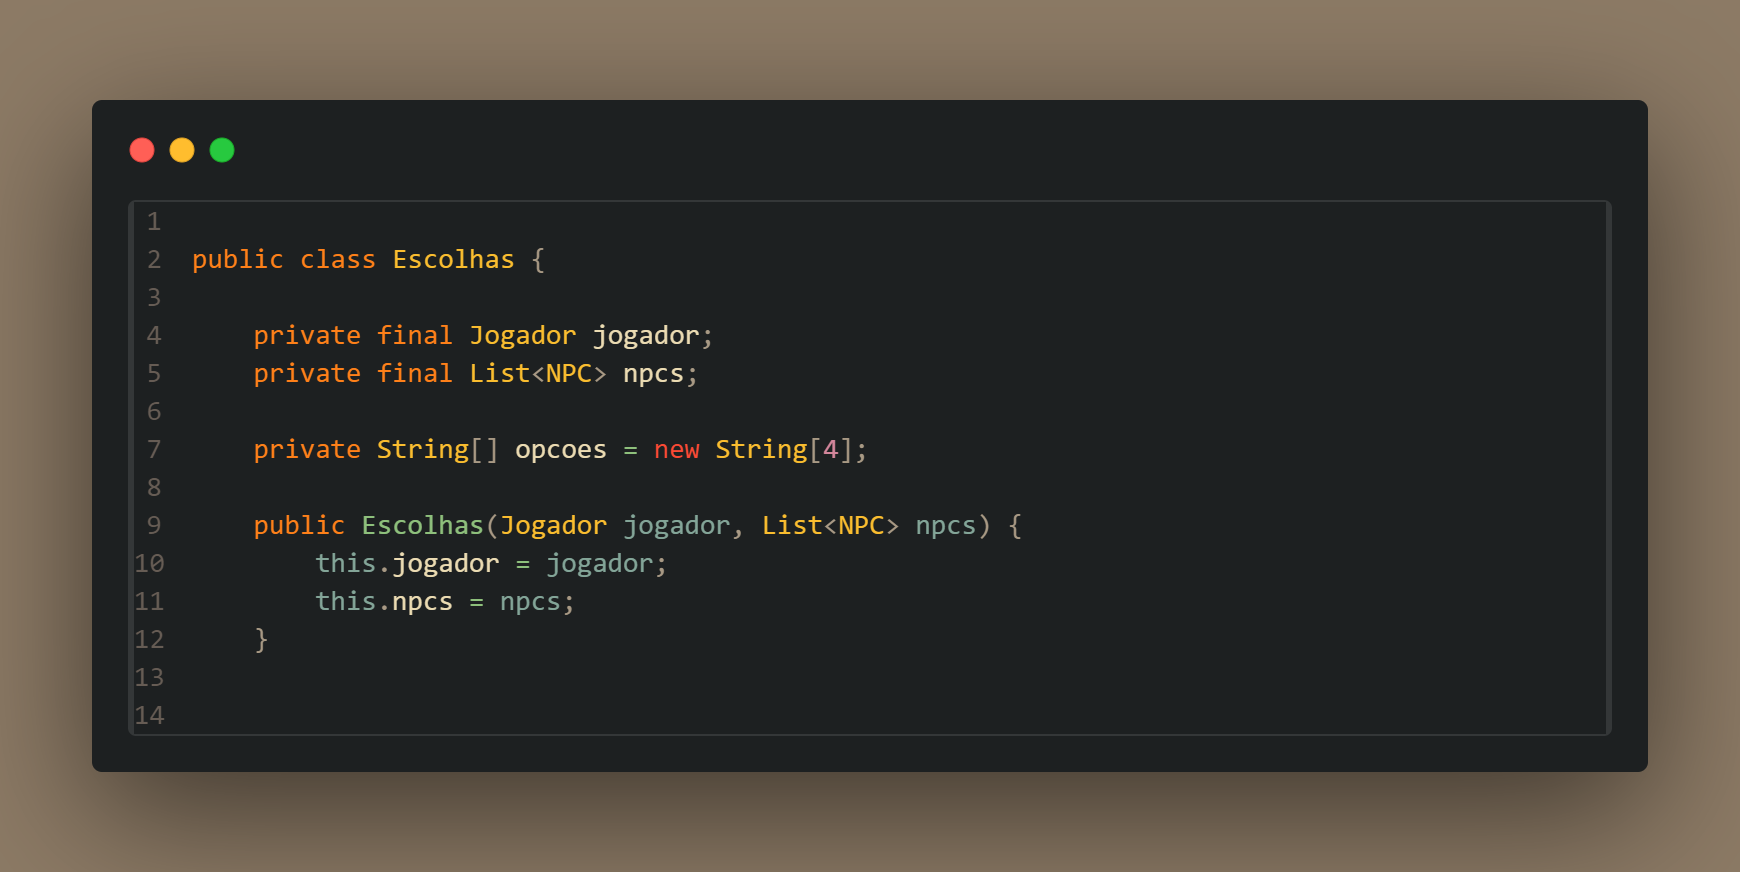 1
2 public class Escolhas {
3
4     private final Jogador jogador;
5     private final List<NPC> npcs;
6
7     private String[] opcoes = new String[4];
8
9     public Escolhas(Jogador jogador, List<NPC> npcs) {
10         this.jogador = jogador;
11         this.npcs = npcs;
12     }
13
14